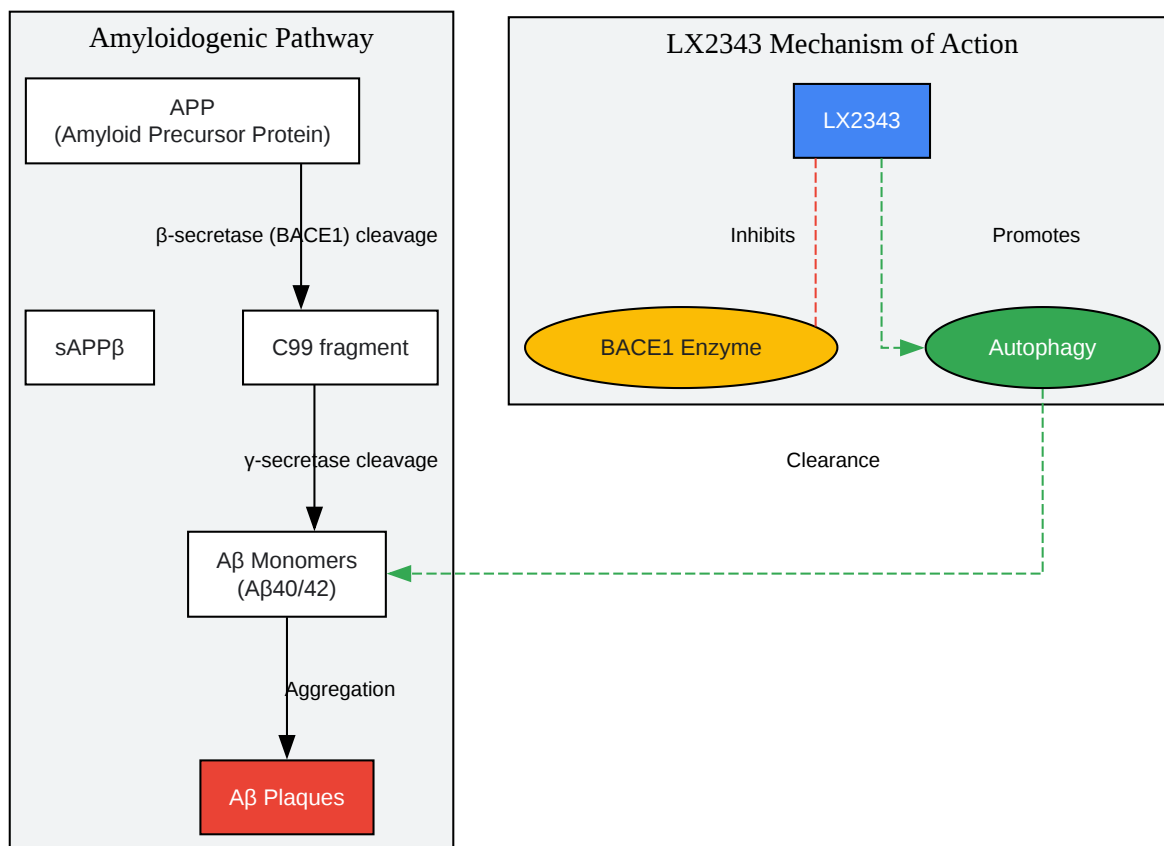 Amyloidogenic Pathway
APP
(Amyloid Precursor Protein)
β-secretase (BACE1) cleavage
sAPPβ
C99 fragment
γ-secretase cleavage
Aβ Monomers
(Aβ40/42)
Aggregation
Aβ Plaques
LX2343 Mechanism of Action
LX2343
Inhibits
Promotes
BACE1 Enzyme
Autophagy
Clearance